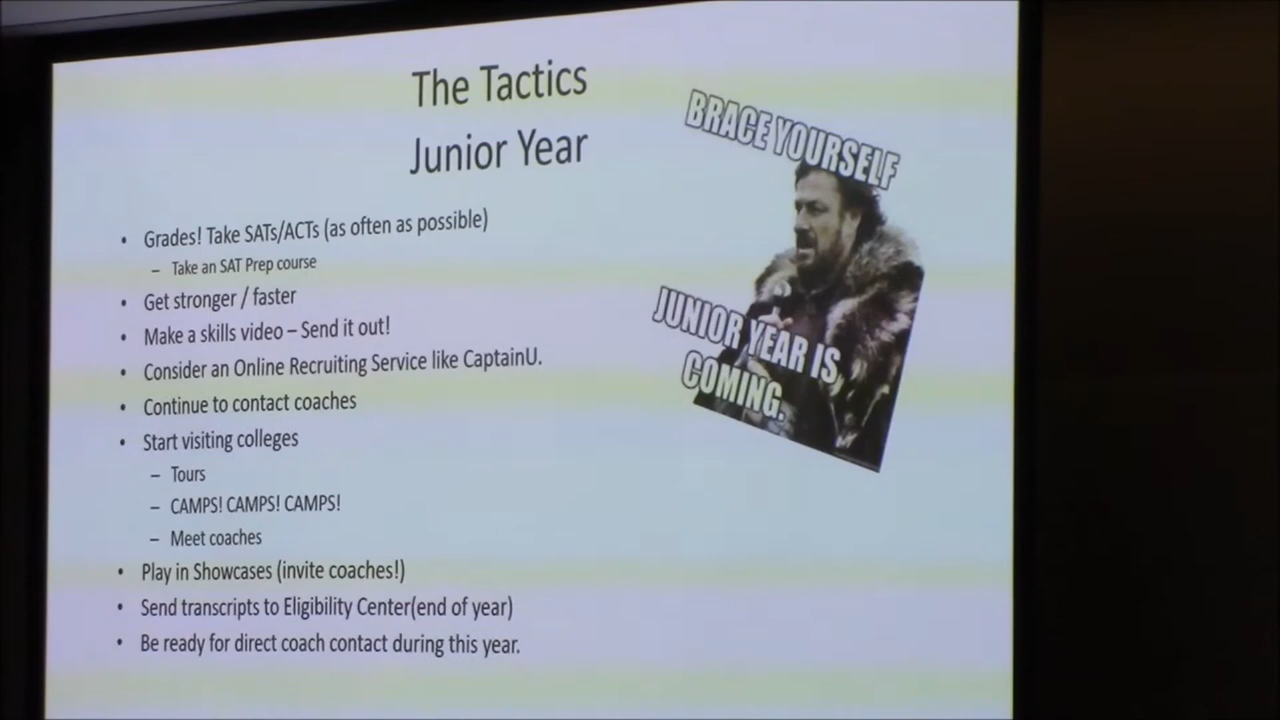 The Tactics
Junior Year
BRACE YOURSELF
JUNIOR YEAR IS
COMING.
• Grades! Take SATs/ACTs (as often as possible)
– Take an SAT Prep course
• Get stronger / faster
• Make a skills video – Send it out!
• Consider an Online Recruiting Service like CaptainU.
• Continue to contact coaches
• Start visiting colleges
– Tours
– CAMPS! CAMPS! CAMPS!
– Meet coaches
• Play in Showcases (invite coaches!)
• Send transcripts to Eligibility Center(end of year)
• Be ready for direct coach contact during this year.